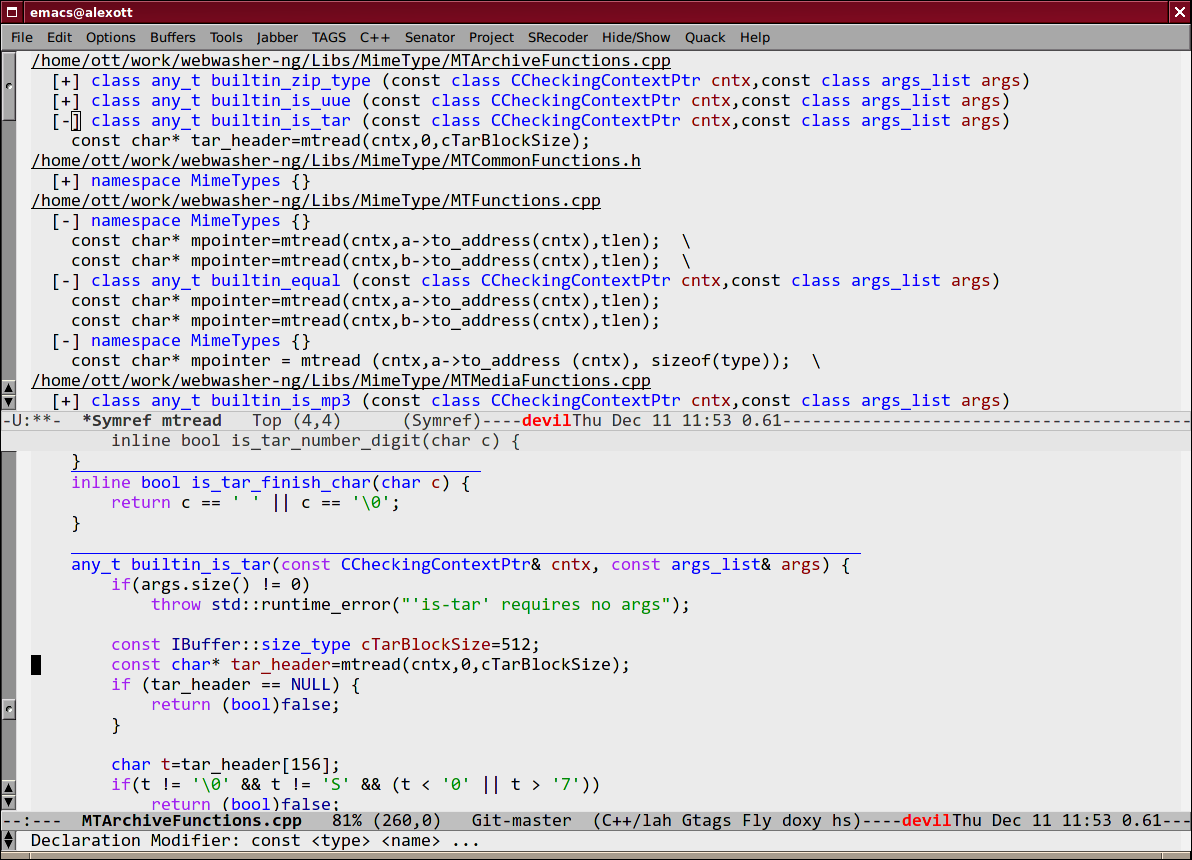 emacs@alexott
File Edit Options Buffers Tools Jabber TAGS C++ Senator Project SRecoder Hide/Show Quack Help
/home/ott/work/webwasher-ng/Libs/MimeType/MTArchiveFunctions.cpp
[+] class any_t builtin_zip_type (const class CCheckingContextPtr cntx,const class args_list args)
[+] class any_t builtin_is_uue (const class CCheckingContextPtr cntx,const class args_list args)
[-] class any_t builtin_is_tar (const class CCheckingContextPtr cntx,const class args_list args)
const char* tar_header=mtread(cntx,0,cTarBlockSize);
/home/ott/work/webwasher-ng/Libs/MimeType/MTCommonFunctions.h
[+] namespace MimeTypes {}
/home/ott/work/webwasher-ng/Libs/MimeType/MTFunctions.cpp
[-] namespace MimeTypes {}
const char* mpointer=mtread(cntx,a->to_address(cntx),tlen);  \
const char* mpointer=mtread(cntx,b->to_address(cntx),tlen);  \
[-] class any_t builtin_equal (const class CCheckingContextPtr cntx,const class args_list args)
const char* mpointer=mtread(cntx,a->to_address(cntx),tlen);
const char* mpointer=mtread(cntx,b->to_address(cntx),tlen);
[-] namespace MimeTypes {}
const char* mpointer = mtread (cntx,a->to_address (cntx), sizeof(type));  \
/home/ott/work/webwasher-ng/Libs/MimeType/MTMediaFunctions.cpp
[+] class any_t builtin_is_mp3 (const class CCheckingContextPtr cntx,const class args_list args)
-U:**-  *Symref mtread   Top (4,4)      (Symref)----devilThu Dec 11 11:53 0.61-----------------------------------------
inline bool is_tar_number_digit(char c) {
}
inline bool is_tar_finish_char(char c) {
return c == ' ' || c == '\0';
}
any_t builtin_is_tar(const CCheckingContextPtr& cntx, const args_list& args) {
if(args.size() != 0)
throw std::runtime_error("'is-tar' requires no args");
const IBuffer::size_type cTarBlockSize=512;
const char* tar_header=mtread(cntx,0,cTarBlockSize);
if (tar_header == NULL) {
return (bool)false;
}
char t=tar_header[156];
if(t != '\0' && t != 'S' && (t < '0' || t > '7'))
return (bool)false;
--:---  MTArchiveFunctions.cpp   81% (260,0)   Git-master  (C++/lah Gtags Fly doxy hs)----devilThu Dec 11 11:53 0.61---
Declaration Modifier: const <type> <name> ...